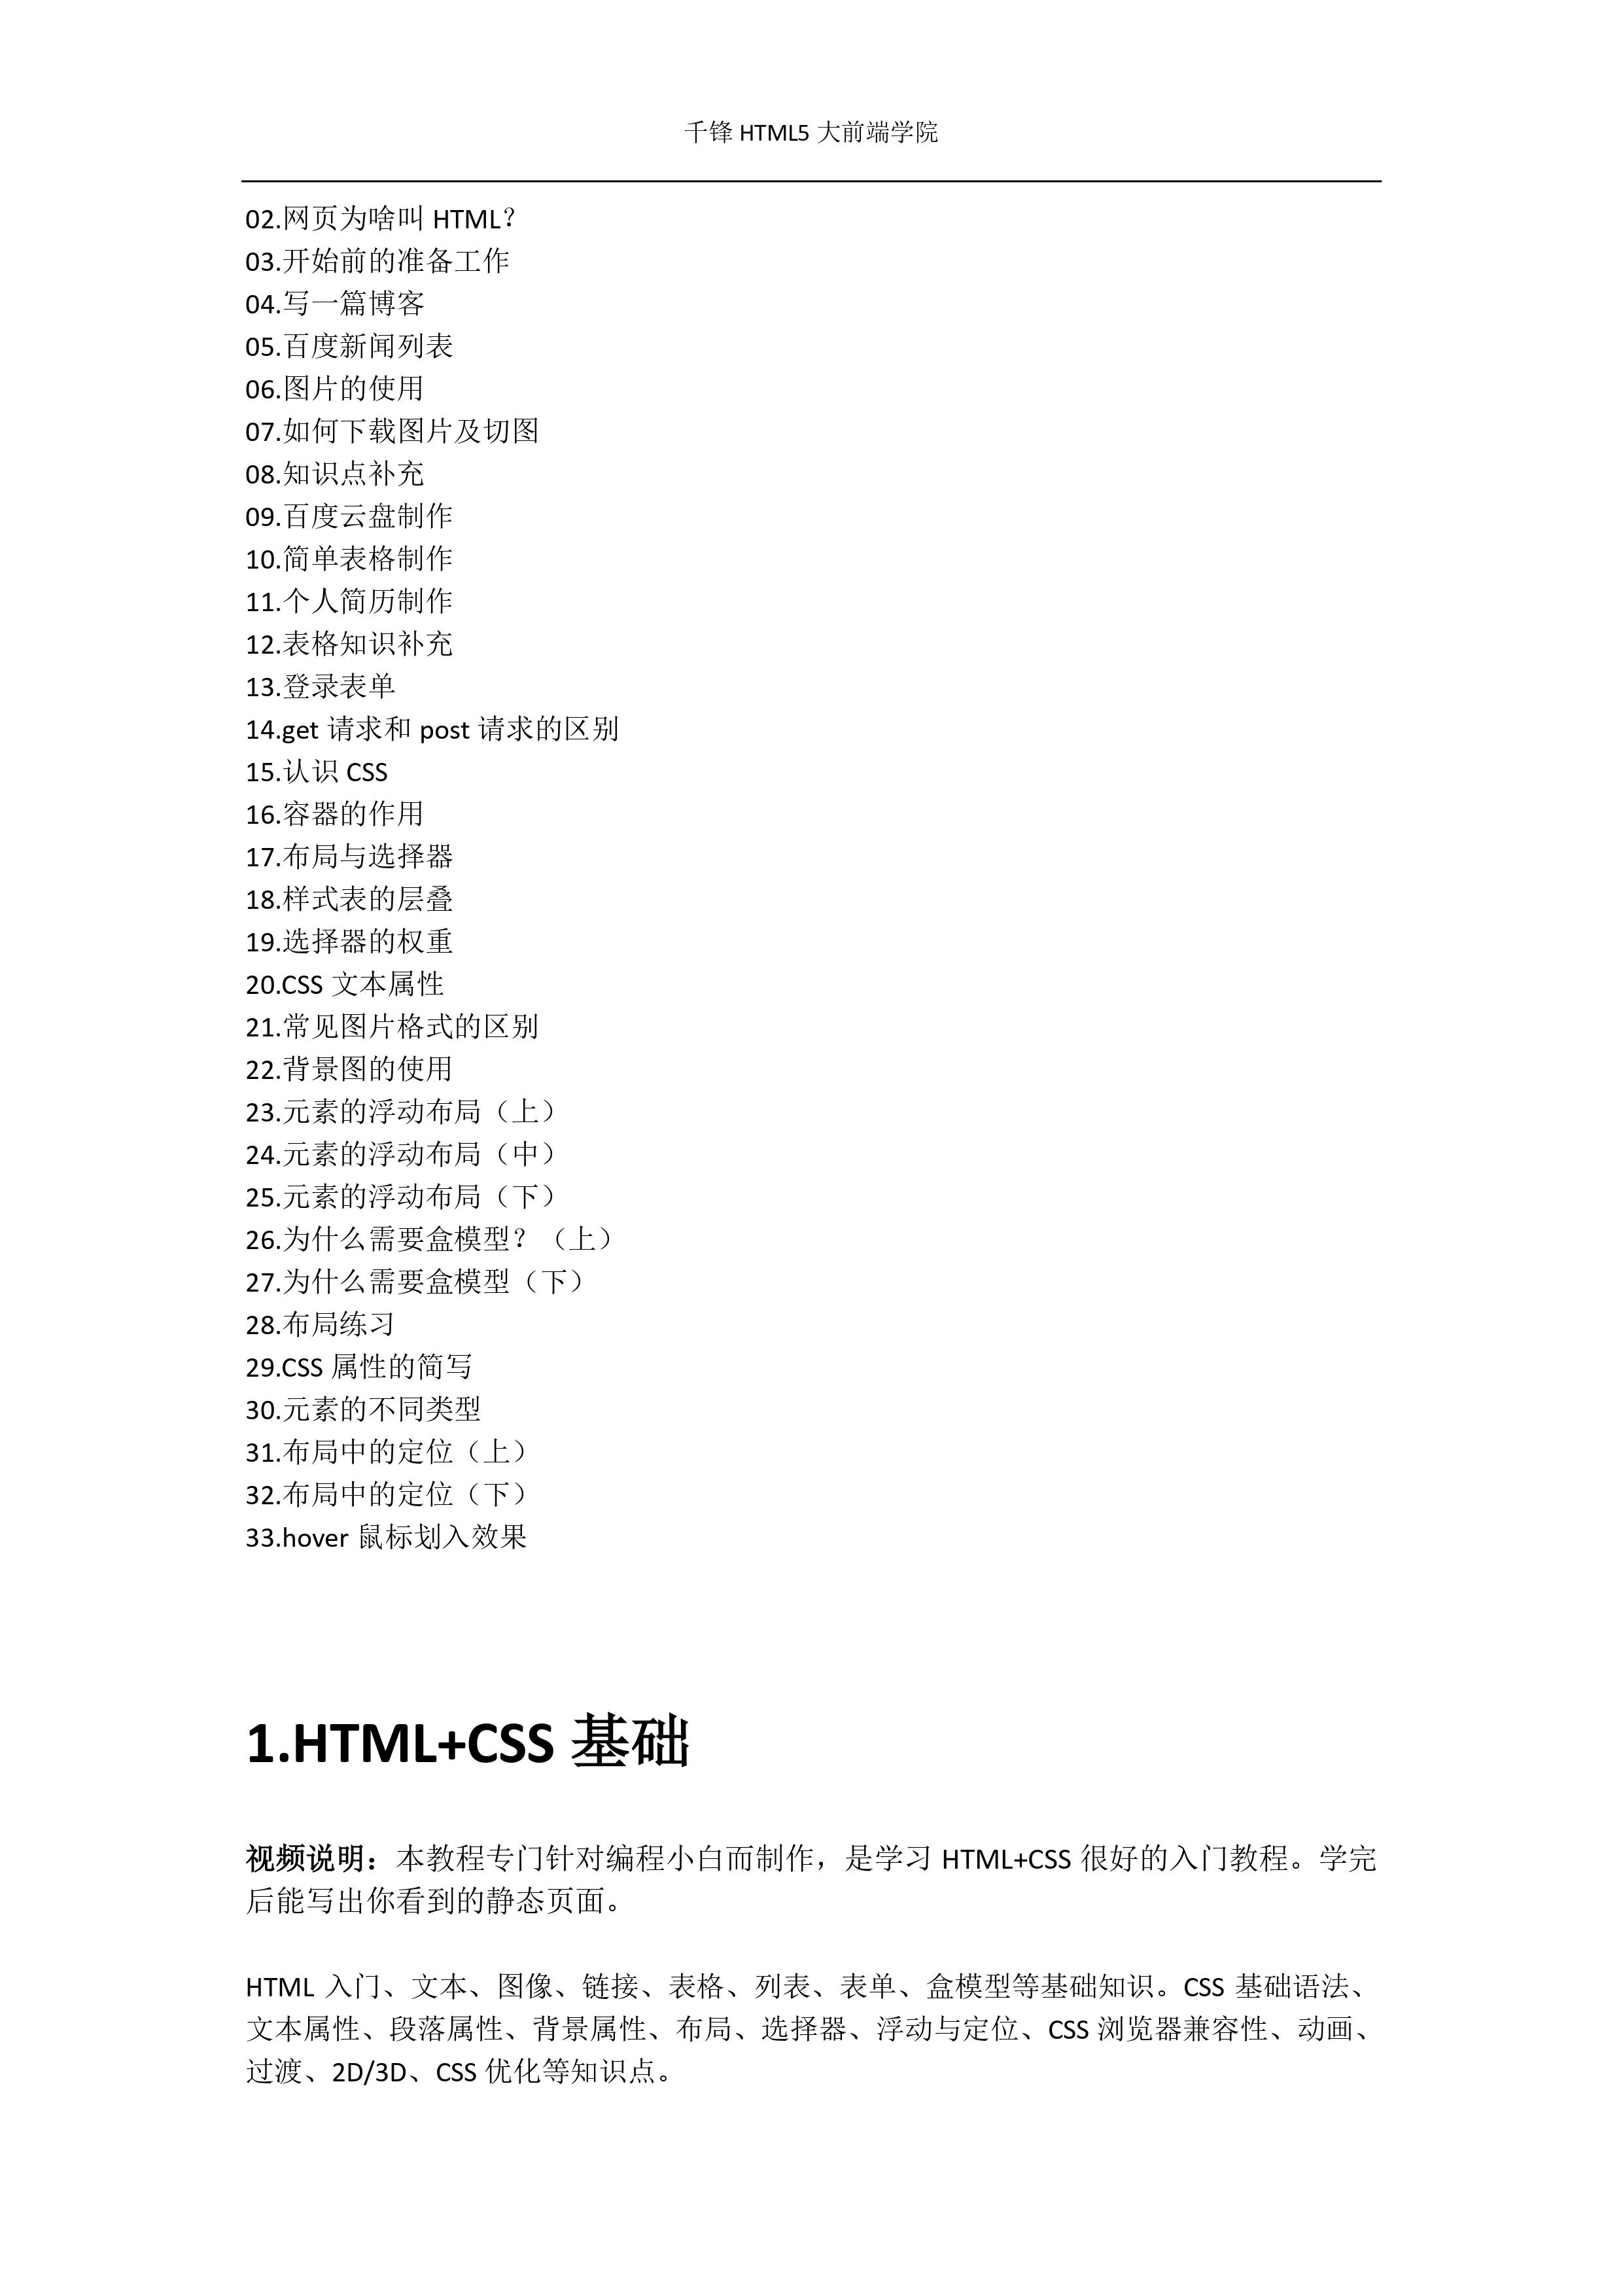 千锋 HTML5 大前端学院
02.网页为啥叫 HTML？
03.开始前的准备工作
04.写一篇博客
05.百度新闻列表
06.图片的使用
07.如何下载图片及切图
08.知识点补充
09.百度云盘制作
10.简单表格制作
11.个人简历制作
12.表格知识补充
13.登录表单
14.get 请求和 post 请求的区别
15.认识 CSS
16.容器的作用
17.布局与选择器
18.样式表的层叠
19.选择器的权重
20.CSS 文本属性
21.常见图片格式的区别
22.背景图的使用
23.元素的浮动布局（上）
24.元素的浮动布局（中）
25.元素的浮动布局（下）
26.为什么需要盒模型？（上）
27.为什么需要盒模型（下）
28.布局练习
29.CSS 属性的简写
30.元素的不同类型
31.布局中的定位（上）
32.布局中的定位（下）
33.hover 鼠标划入效果
1.HTML+CSS 基础
视频说明：本教程专门针对编程小白而制作，是学习 HTML+CSS 很好的入门教程。学完
后能写出你看到的静态页面。
HTML 入门、文本、图像、链接、表格、列表、表单、盒模型等基础知识。CSS 基础语法、
文本属性、段落属性、背景属性、布局、选择器、浮动与定位、CSS 浏览器兼容性、动画、
过渡、2D/3D、CSS 优化等知识点。